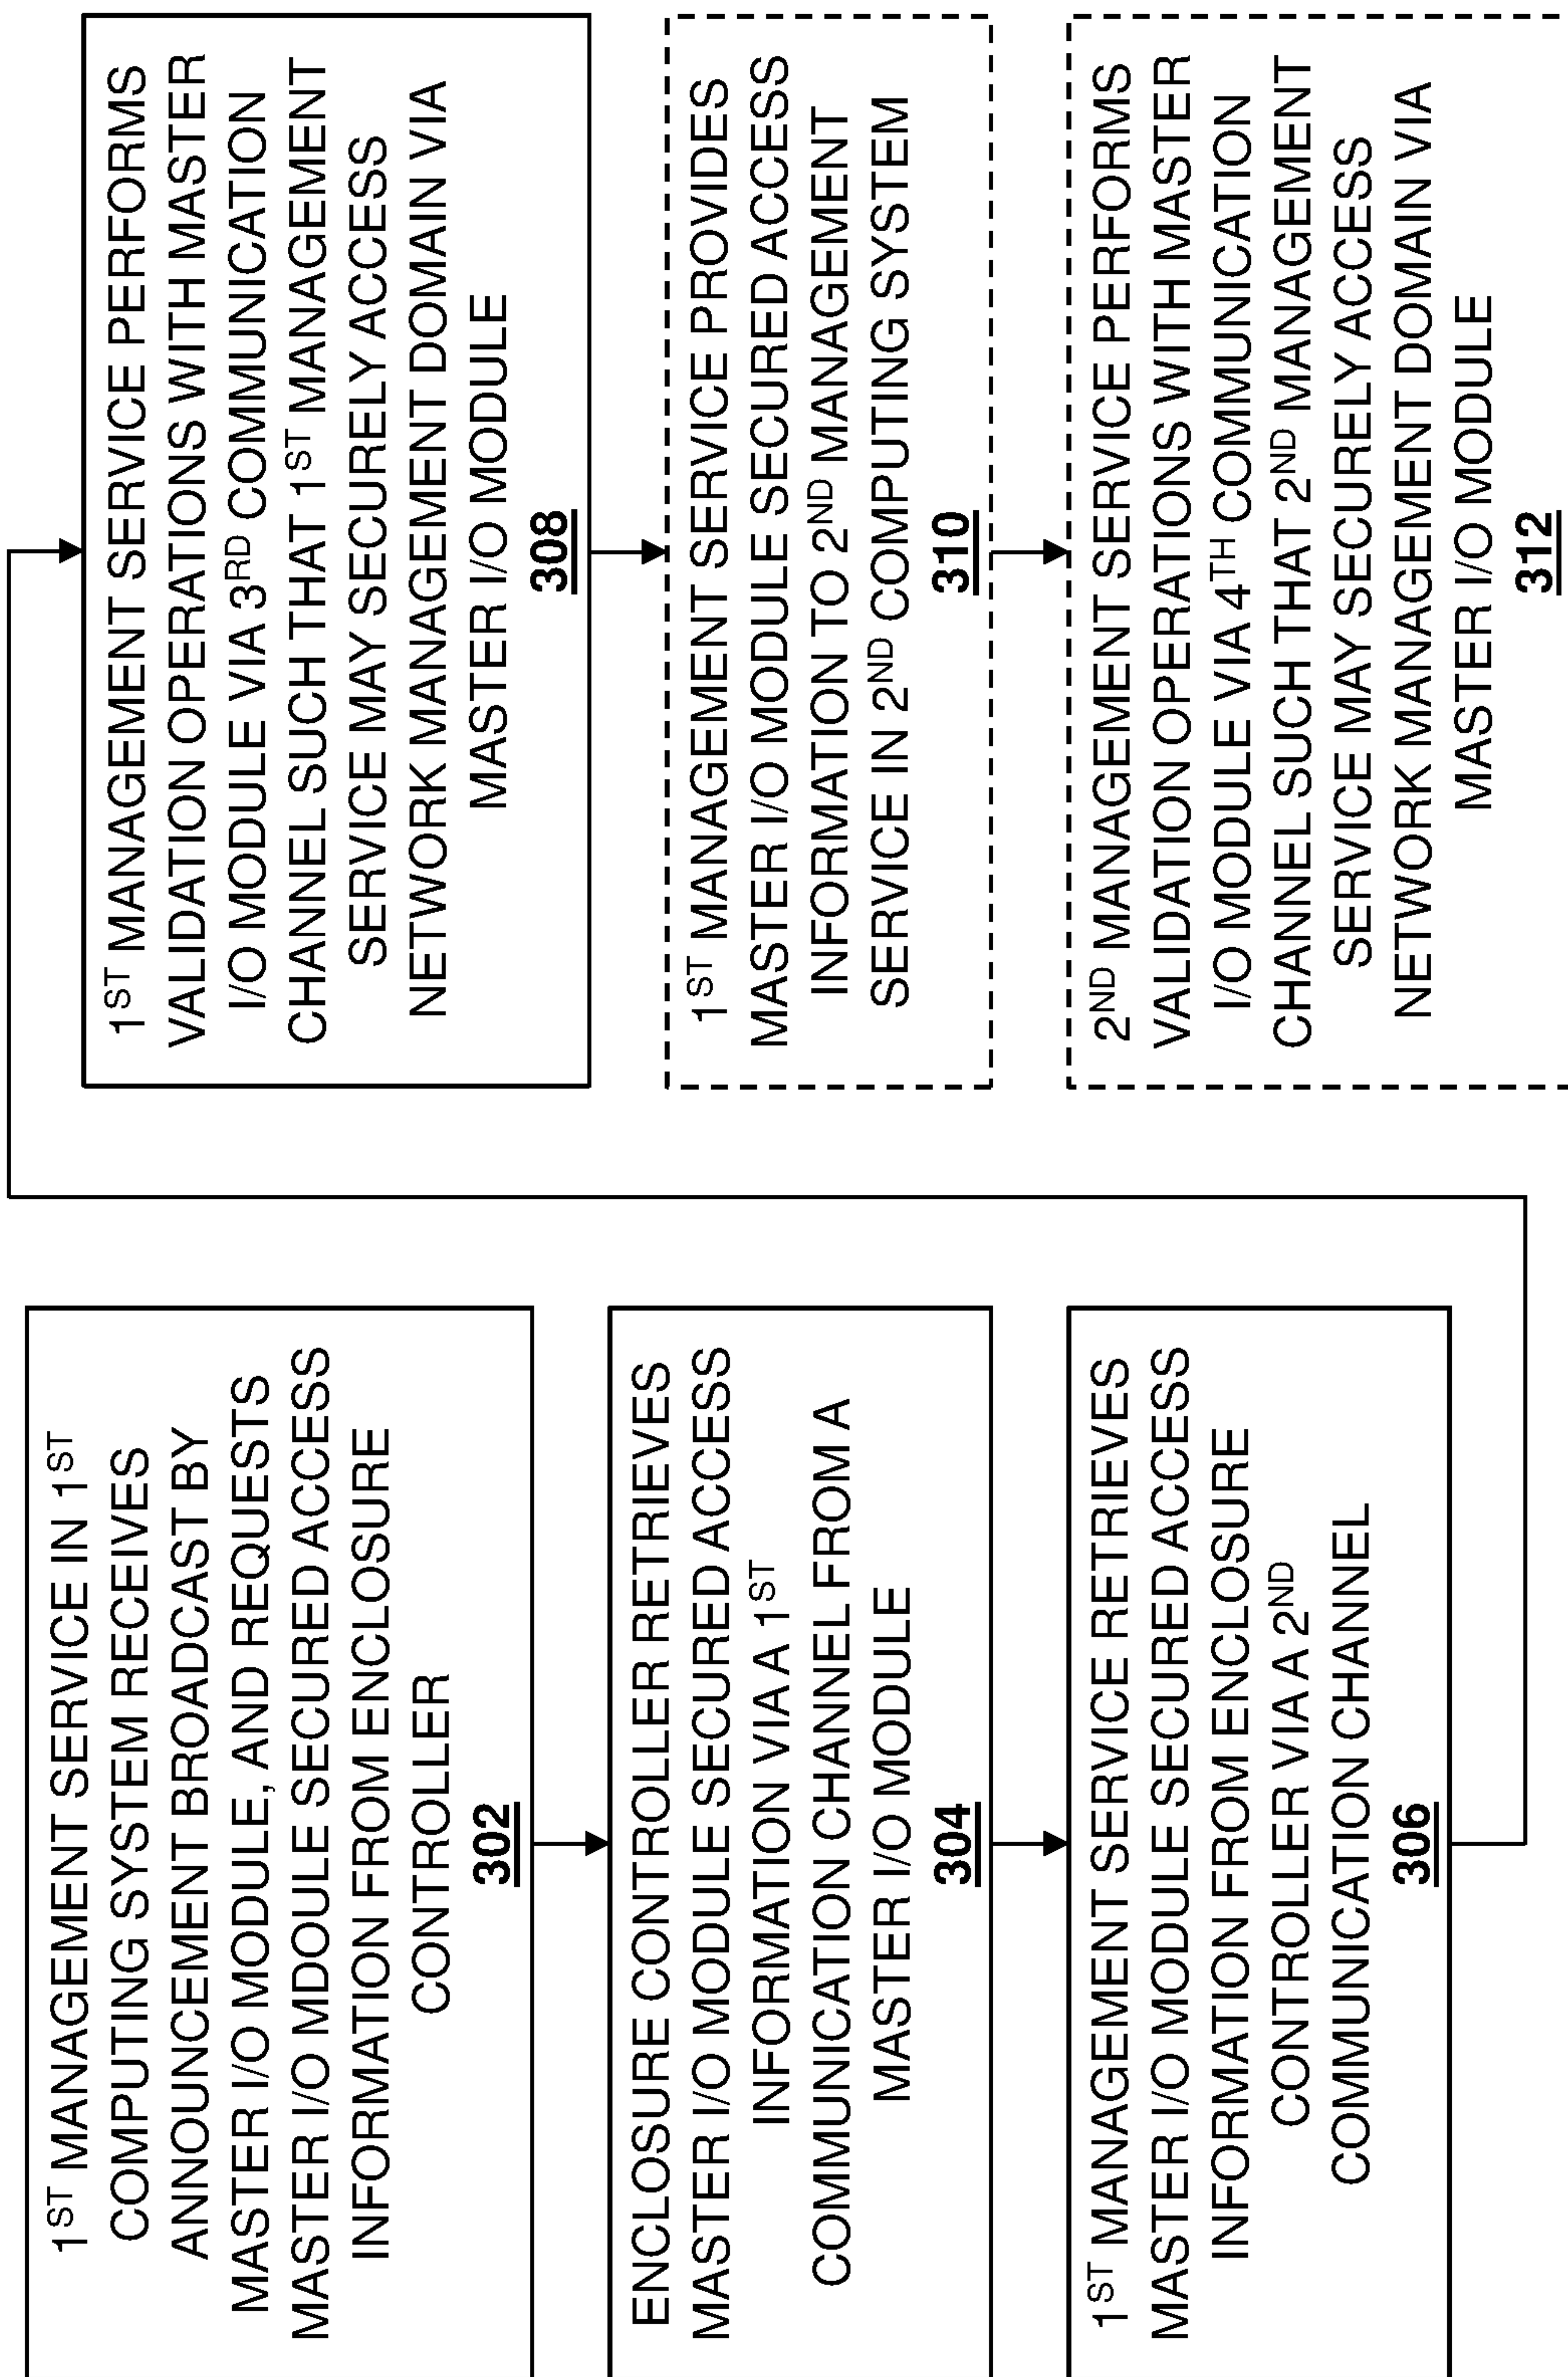 1ST MANAGEMENT SERVICE IN 1ST
COMPUTING SYSTEM RECEIVES
ANNOUNCEMENT BROADCAST BY
MASTER I/O MODULE, AND REQUESTS
MASTER I/O MDOULE SECURED ACCESS
INFORMATION FROM ENCLOSURE
CONTROLLER
302
ENCLOSURE CONTROLLER RETRIEVES
MASTER I/O MODULE SECURED ACCESS
INFORMATION VIA A 1ST
COMMUNICATION CHANNEL FROM A
MASTER I/O MODULE
304
1ST MANAGEMENT SERVICE RETRIEVES
MASTER I/O MODULE SECURED ACCESS
INFORMATION FROM ENCLOSURE
CONTROLLER VIA A 2ND
COMMUNICATION CHANNEL
306
1ST MANAGEMENT SERVICE PERFORMS
VALIDATION OPERATIONS WITH MASTER
I/O MODULE VIA 3RD COMMUNICATION
CHANNEL SUCH THAT 1ST MANAGEMENT
SERVICE MAY SECURELY ACCESS
NETWORK MANAGEMENT DOMAIN VIA
MASTER I/O MODULE
308
1ST MANAGEMENT SERVICE PROVIDES
MASTER I/O MODULE SECURED ACCESS
INFORMATION TO 2ND MANAGEMENT
SERVICE IN 2ND COMPUTING SYSTEM
310
2ND MANAGEMENT SERVICE PERFORMS
VALIDATION OPERATIONS WITH MASTER
I/O MODULE VIA 4TH COMMUNICATION
CHANNEL SUCH THAT 2ND MANAGEMENT
SERVICE MAY SECURELY ACCESS
NETWORK MANAGEMENT DOMAIN VIA
MASTER I/O MODULE
312